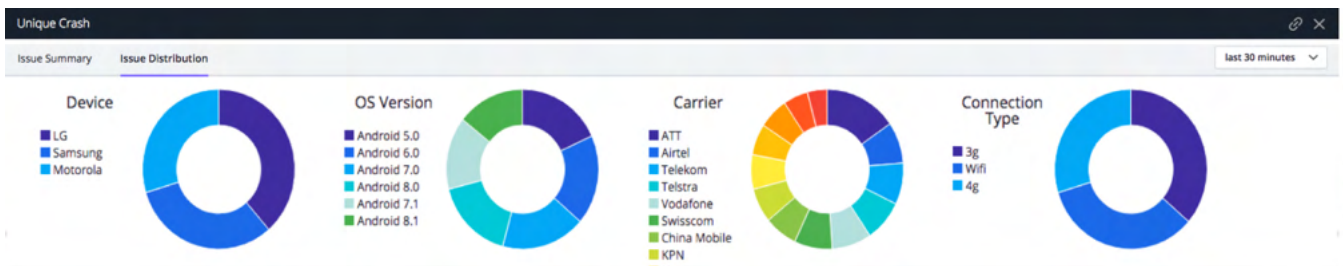 Unique Crash
Issue Summary
Issue Distribution
last 30 minutes
Device
LG
Samsung
Motorola
OS Version
Android 5.0
Android 6.0
Android 7.0
Android 8.0
Android 7.1
Android 8.1
Carrier
ATT
Airtel
Telekom
Telstra
Vodafone
Swisscom
China Mobile
KPN
Connection
Type
3g
Wifi
4g